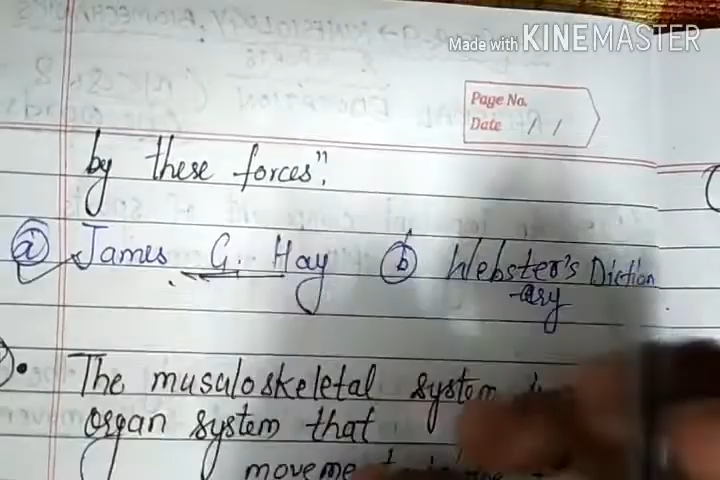 Made with KINEMASTER
Page No.
Date / /
by these forces".
a James G. Hay b Webster's Diction
-ary
• The musculoskeletal system
organ system that
moveme